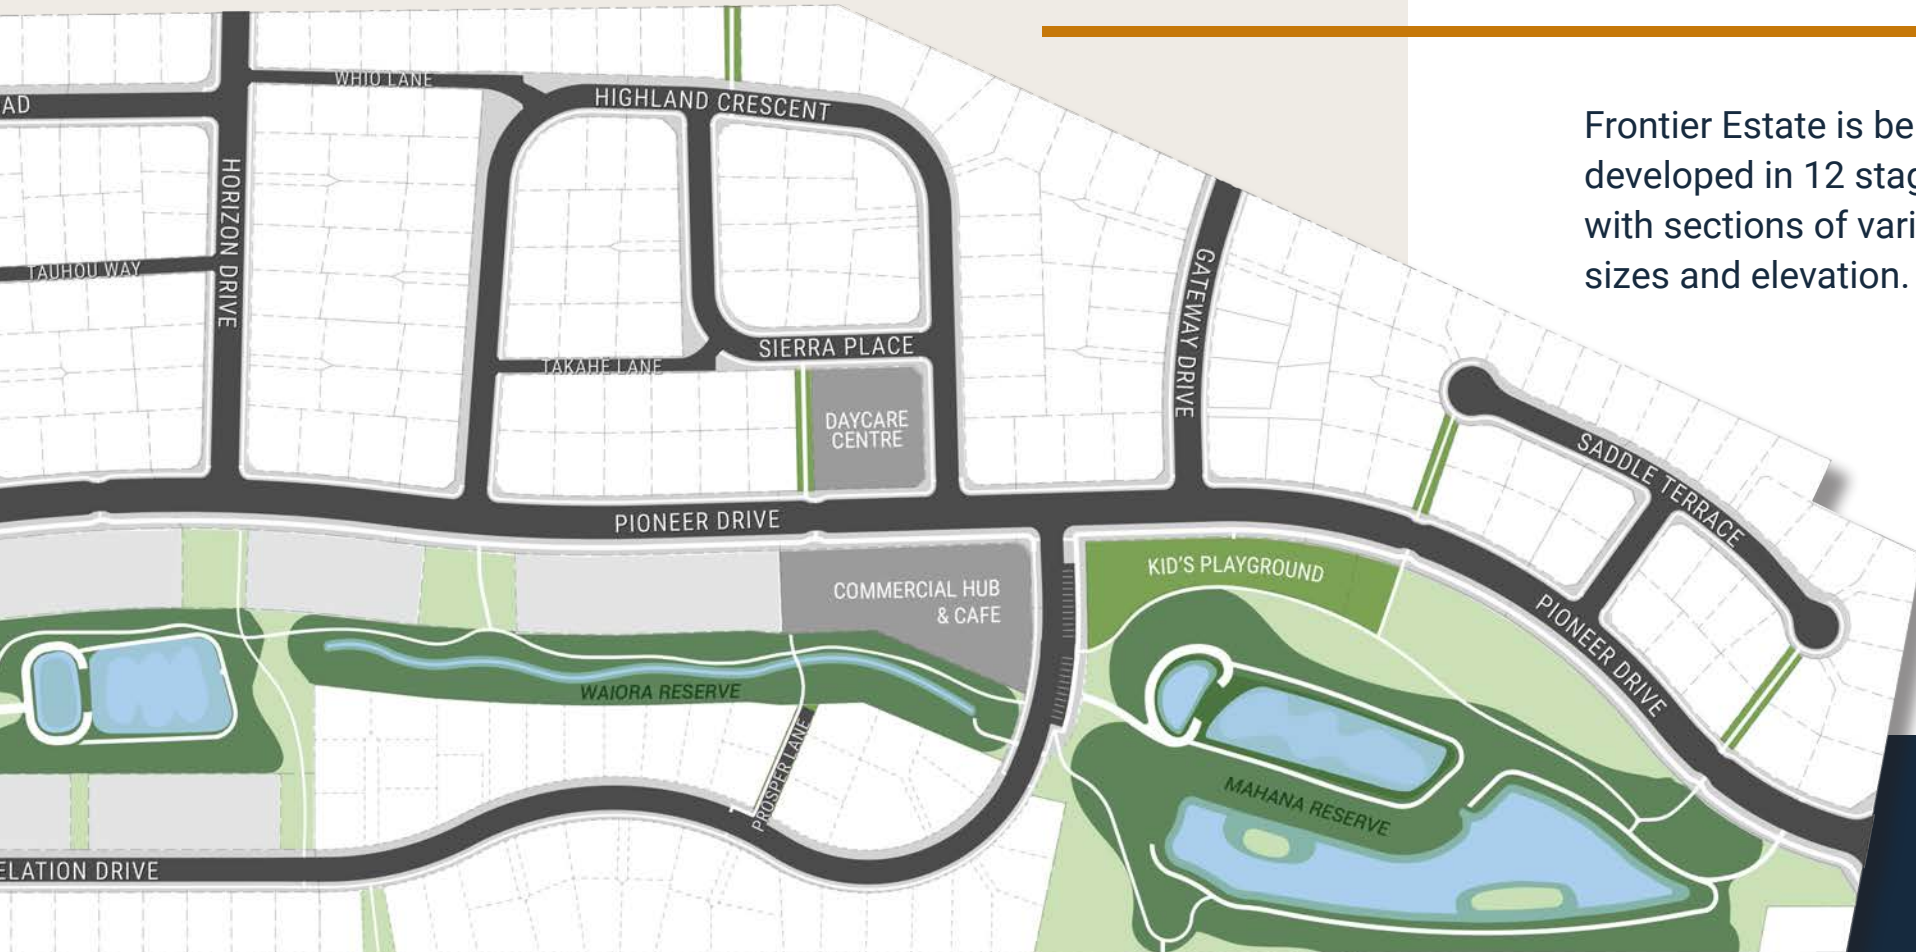 WHIO LANE
AD
HIGHLAND CRESCENT
Frontier Estate is be
developed in 12 stag
with sections of vari
sizes and elevation.
HORIZON DRIVE
TAUHOU WAY
GATEWAY DRIVE
SIERRA PLACE
TAKAHE LANE
DAYCARE
CENTRE
SADDLE TERRACE
PIONEER DRIVE
KID'S PLAYGROUND
COMMERCIAL HUB
& CAFE
PIONEER DRIVE
WAIORA RESERVE
PROSPER LANE
MAHANA RESERVE
ELATION DRIVE